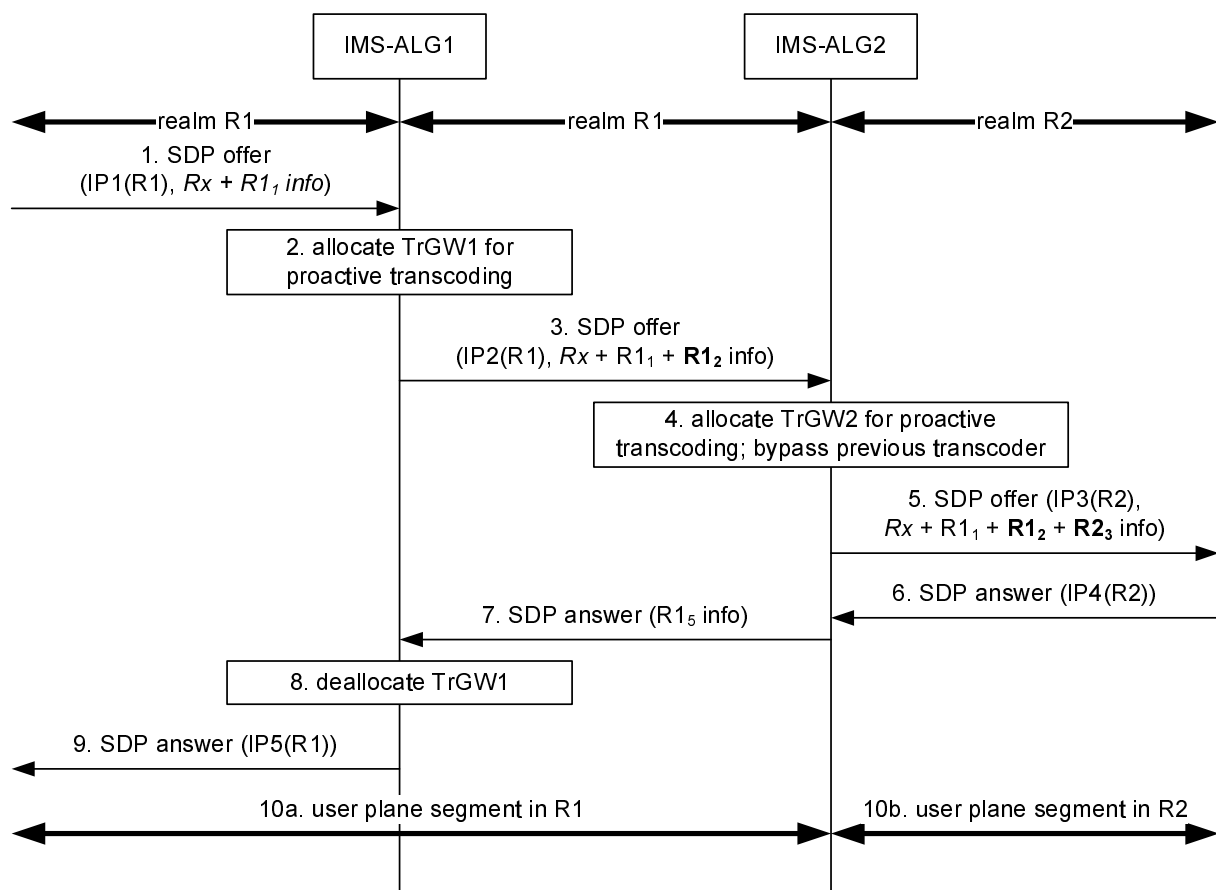 IMS-ALG1
IMS-ALG2
realm R1
realm R1
realm R2
1. SDP offer
(IP1(R1), Rx + R1₁ info)
2. allocate TrGW1 for
proactive transcoding
3. SDP offer
(IP2(R1), Rx + R1₁ + R1₂ info)
4. allocate TrGW2 for proactive
transcoding; bypass previous transcoder
5. SDP offer (IP3(R2),
Rx + R1₁ + R1₂ + R2₃ info)
6. SDP answer (IP4(R2))
7. SDP answer (R1₅ info)
8. deallocate TrGW1
9. SDP answer (IP5(R1))
10a. user plane segment in R1
10b. user plane segment in R2